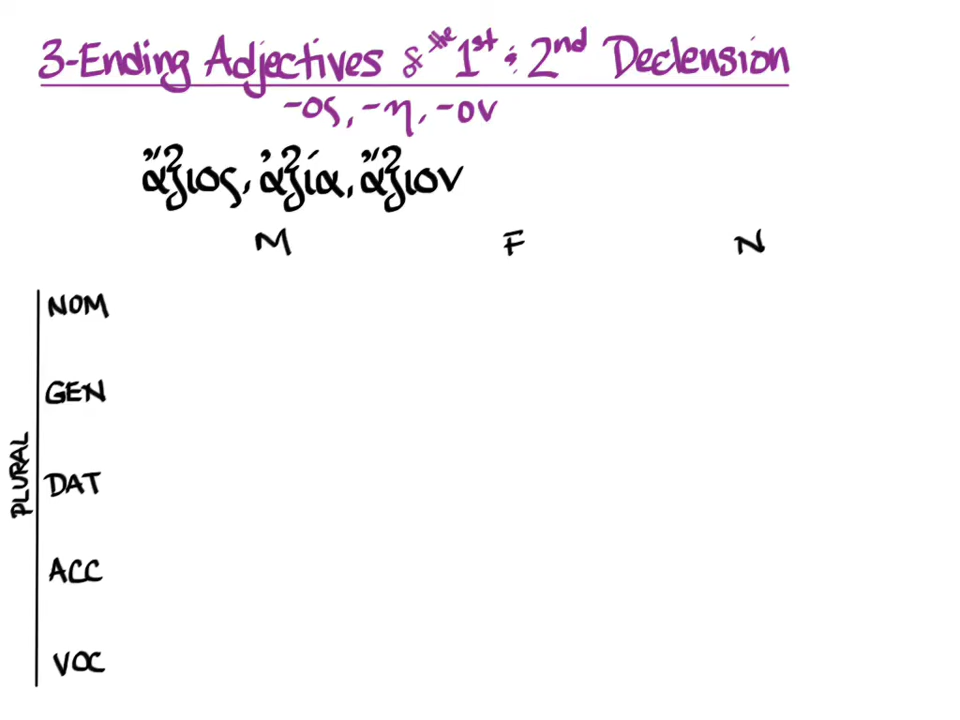 3-Ending Adjectives & the 1st & 2nd Declension
-ος, -η, -ον
ἄξιος, ἀξία, ἄξιον
M F N
NOM
GEN
PLURAL
DAT
ACC
VOC